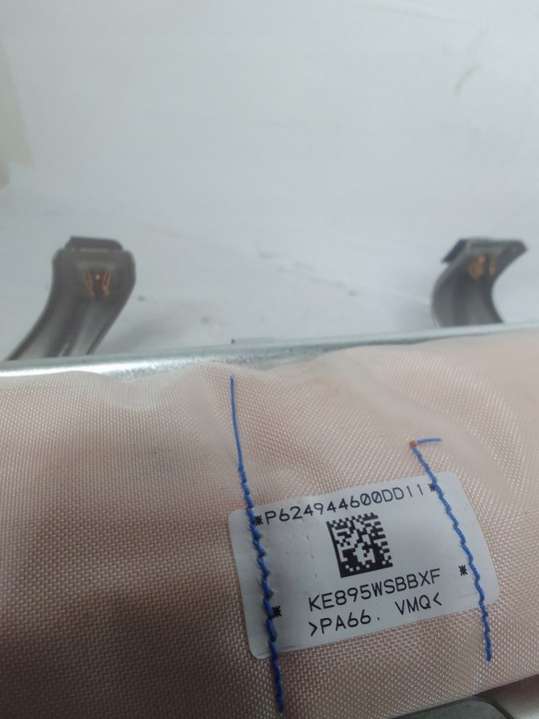 *P624944600DD11*
KE895WSBBXF
>PA66. VMQ<